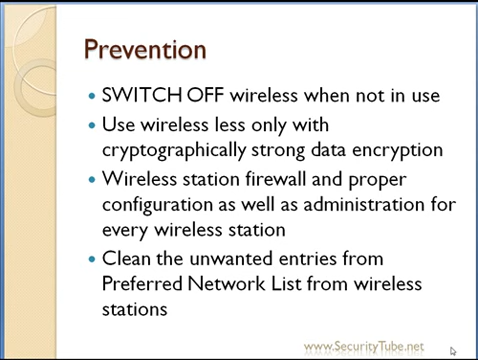 Prevention
SWITCH OFF wireless when not in use
Use wireless less only with
cryptographically strong data encryption
Wireless station firewall and proper
configuration as well as administration for
every wireless station
Clean the unwanted entries from
Preferred Network List from wireless
stations
www.SecurityTube.net